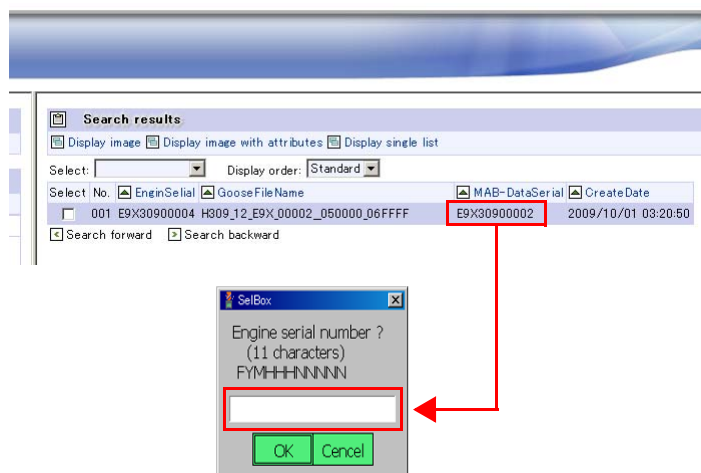 Search results
Display image Display image with attributes Display single list
Select: Display order: Standard
Select No. EnginSelial GooseFileName MAB-DataSerial CreateDate
001 E9X30900004 H309_12_E9X_00002_050000_06FFFF E9X30900002 2009/10/01 03:20:50
Search forward Search backward
SelBox
Engine serial number ?
(11 characters)
FYMHHHNNNNN
OK Cencel